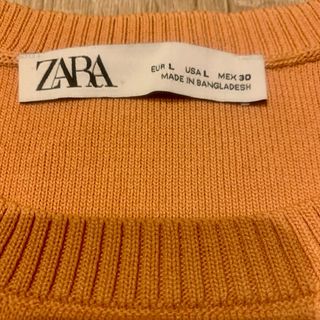 ZARA
EUR L USA L MEX 30
MADE IN BANGLADESH